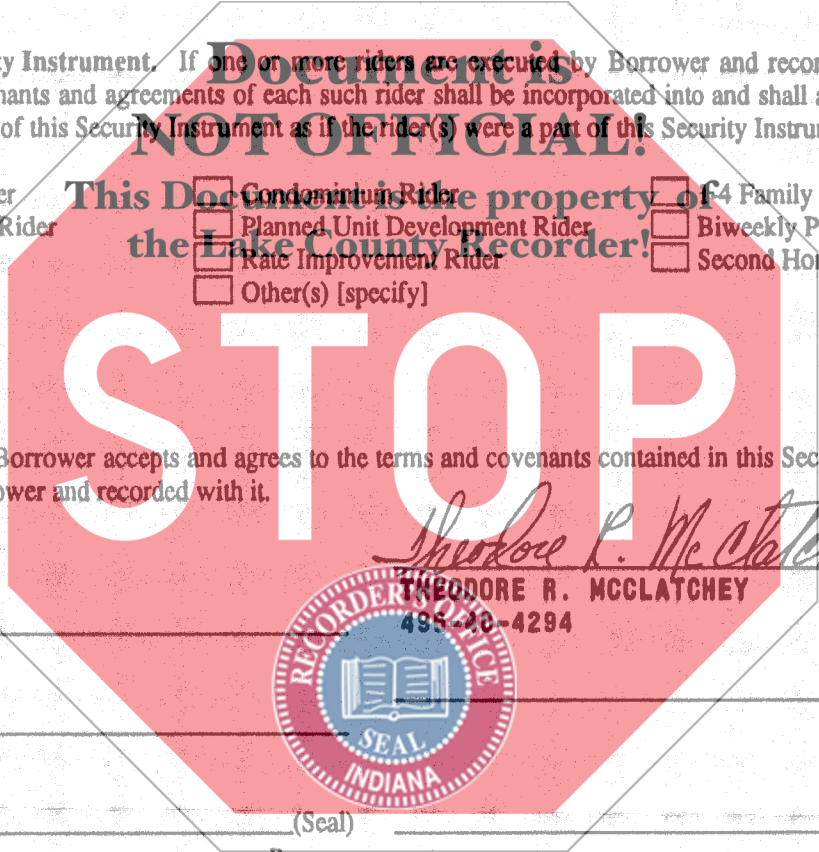 Document is
ty Instrument. If one or more riders are executed by Borrower and recor
nants and agreements of each such rider shall be incorporated into and shall a
NOT OFFICIAL!
of this Security Instrument as if the rider(s) were a part of this Security Instru
This Document is the property of
er Condominium Rider 1-4 Family
Rider Planned Unit Development Rider Biweekly P
the Lake County Recorder!
Rate Improvement Rider Second Hon
Other(s) [specify]
STOP
Borrower accepts and agrees to the terms and covenants contained in this Sec
ower and recorded with it.
Theodore R. McClatc
THEODORE R. MCCLATCHEY
RECORDER'S OFFICE
SEAL
INDIANA
(Seal)